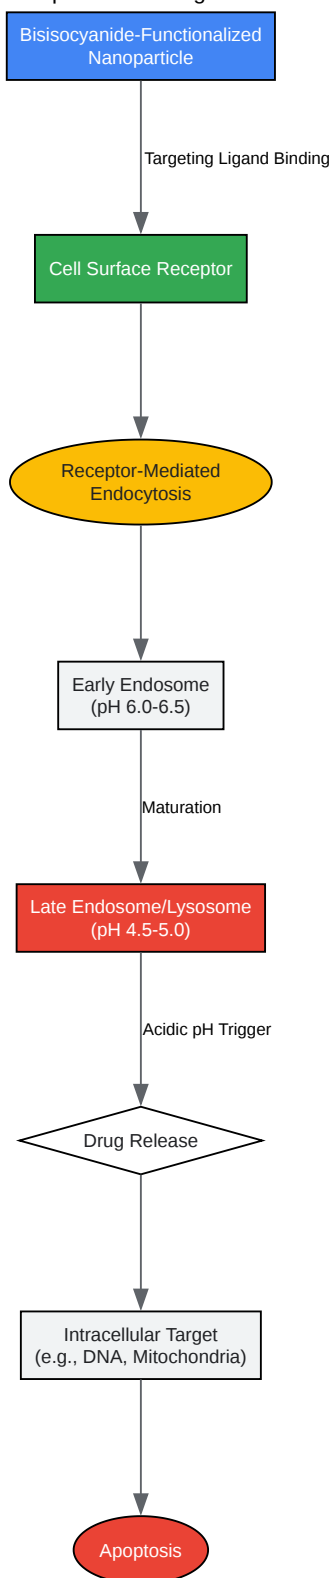 Bisisocyanide-Functionalized
Nanoparticle
Targeting Ligand Binding
Cell Surface Receptor
Receptor-Mediated
Endocytosis
Early Endosome
(pH 6.0-6.5)
Maturation
Late Endosome/Lysosome
(pH 4.5-5.0)
Acidic pH Trigger
Drug Release
Intracellular Target
(e.g., DNA, Mitochondria)
Apoptosis